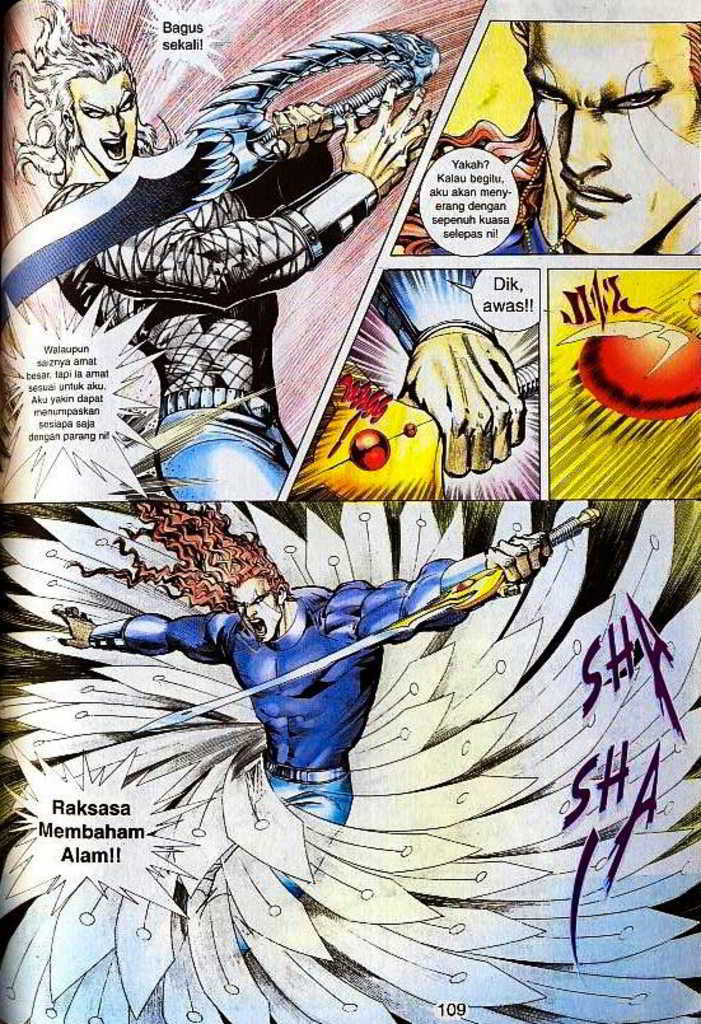 Bagus
sekali!
Walaupun
saiznya amat
besar, tapi la amat
sesuai untuk aku.
Aku yakin dapat
menumpaskan
sesiapa saja
dengan parang ni!
Yakah?
Kalau begitu,
aku akan meny-
erang dengan
sepenuh kuasa
selepas ni!
Dik,
awas!!
Raksasa
Membaham
Alam!!
SHA
SHA
109